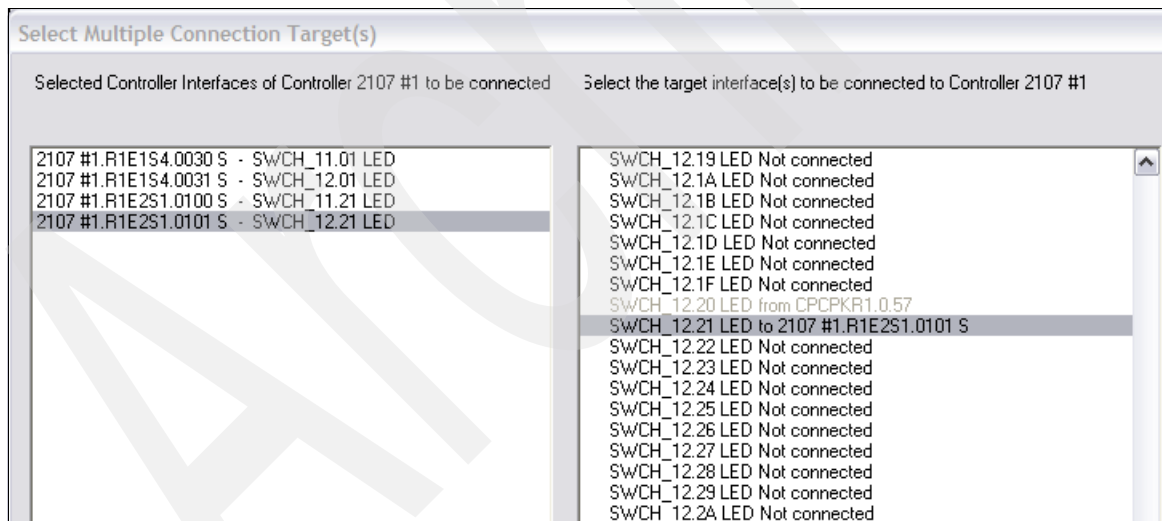 Select Multiple Connection Target(s)
Selected Controller Interfaces of Controller 2107 #1 to be connected
Select the target interface(s) to be connected to Controller 2107 #1
2107 #1.R1E1S4.0030 S - SWCH_11.01 LED
2107 #1.R1E1S4.0031 S - SWCH_12.01 LED
2107 #1.R1E2S1.0100 S - SWCH_11.21 LED
2107 #1.R1E2S1.0101 S - SWCH_12.21 LED
SWCH_12.19 LED Not connected
SWCH_12.1A LED Not connected
SWCH_12.1B LED Not connected
SWCH_12.1C LED Not connected
SWCH_12.1D LED Not connected
SWCH_12.1E LED Not connected
SWCH_12.1F LED Not connected
SWCH_12.20 LED from CPCPKR1.0.57
SWCH_12.21 LED to 2107 #1.R1E2S1.0101 S
SWCH_12.22 LED Not connected
SWCH_12.23 LED Not connected
SWCH_12.24 LED Not connected
SWCH_12.25 LED Not connected
SWCH_12.26 LED Not connected
SWCH_12.27 LED Not connected
SWCH_12.28 LED Not connected
SWCH_12.29 LED Not connected
SWCH_12.2A LED Not connected